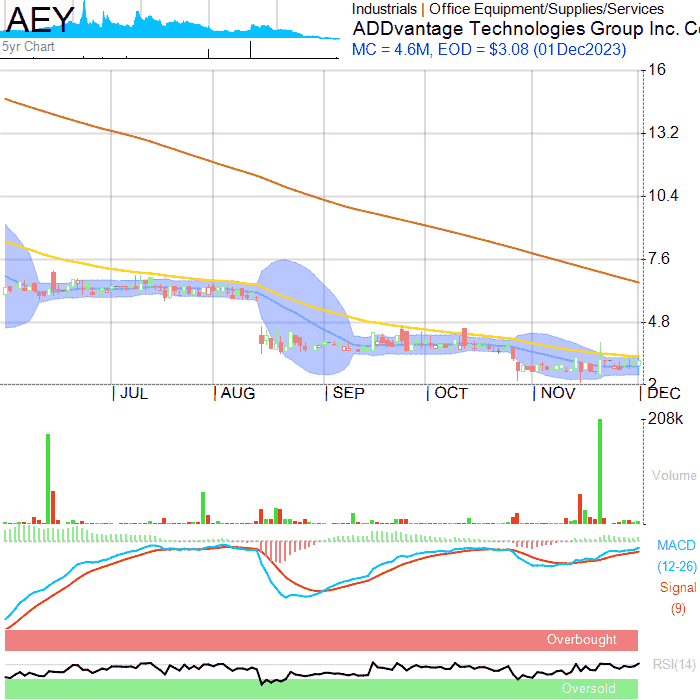 AEY
5yr Chart
Industrials | Office Equipment/Supplies/Services
ADDvantage Technologies Group Inc. C
MC = 4.6M, EOD = $3.08 (01Dec2023)
16
13.2
10.4
7.6
4.8
2
JUL AUG SEP OCT NOV DEC
208k
Volume
MACD
(12-26)
Signal
(9)
Overbought
RSI(14)
Oversold